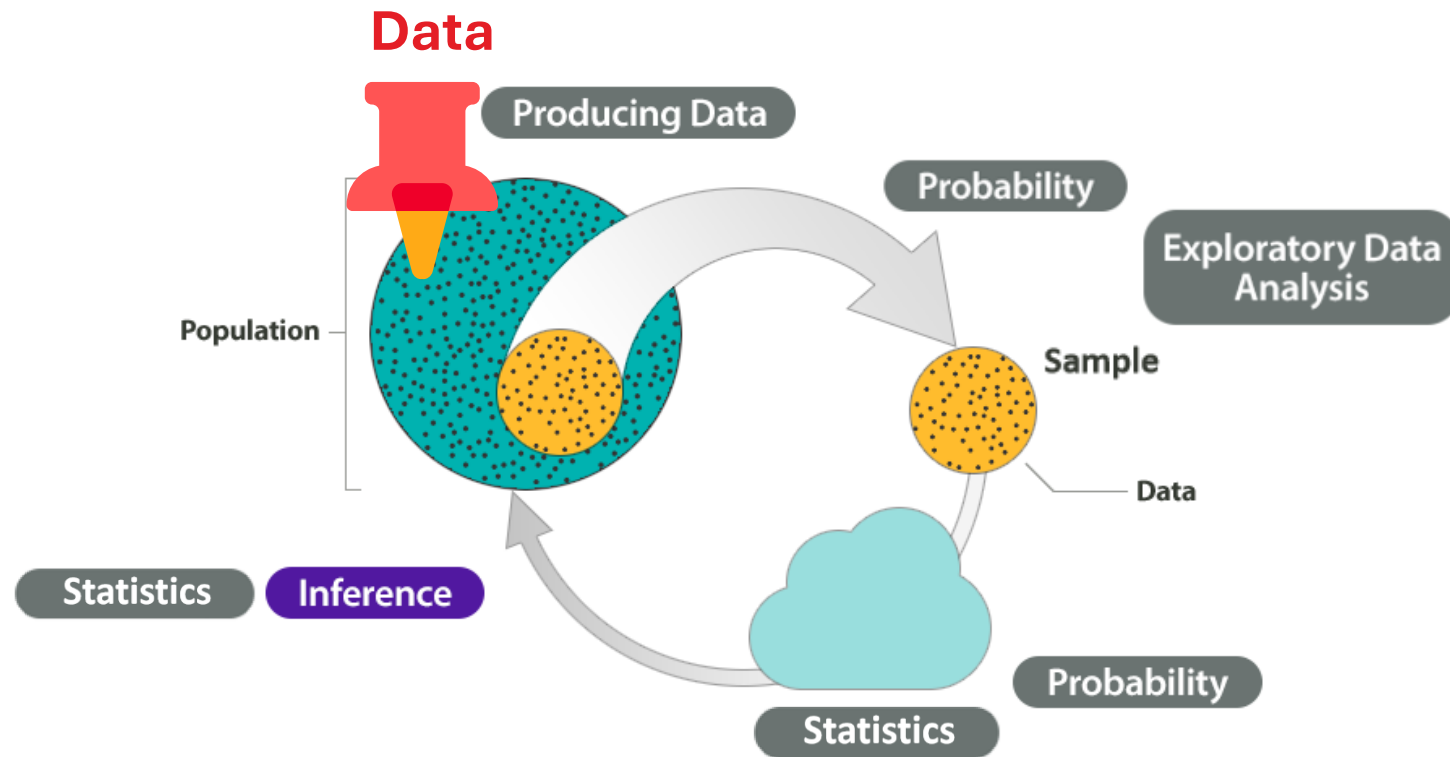 Data
Producing Data
Probability
Exploratory Data
Analysis
Population
Sample
Data
Statistics
Inference
Probability
Statistics